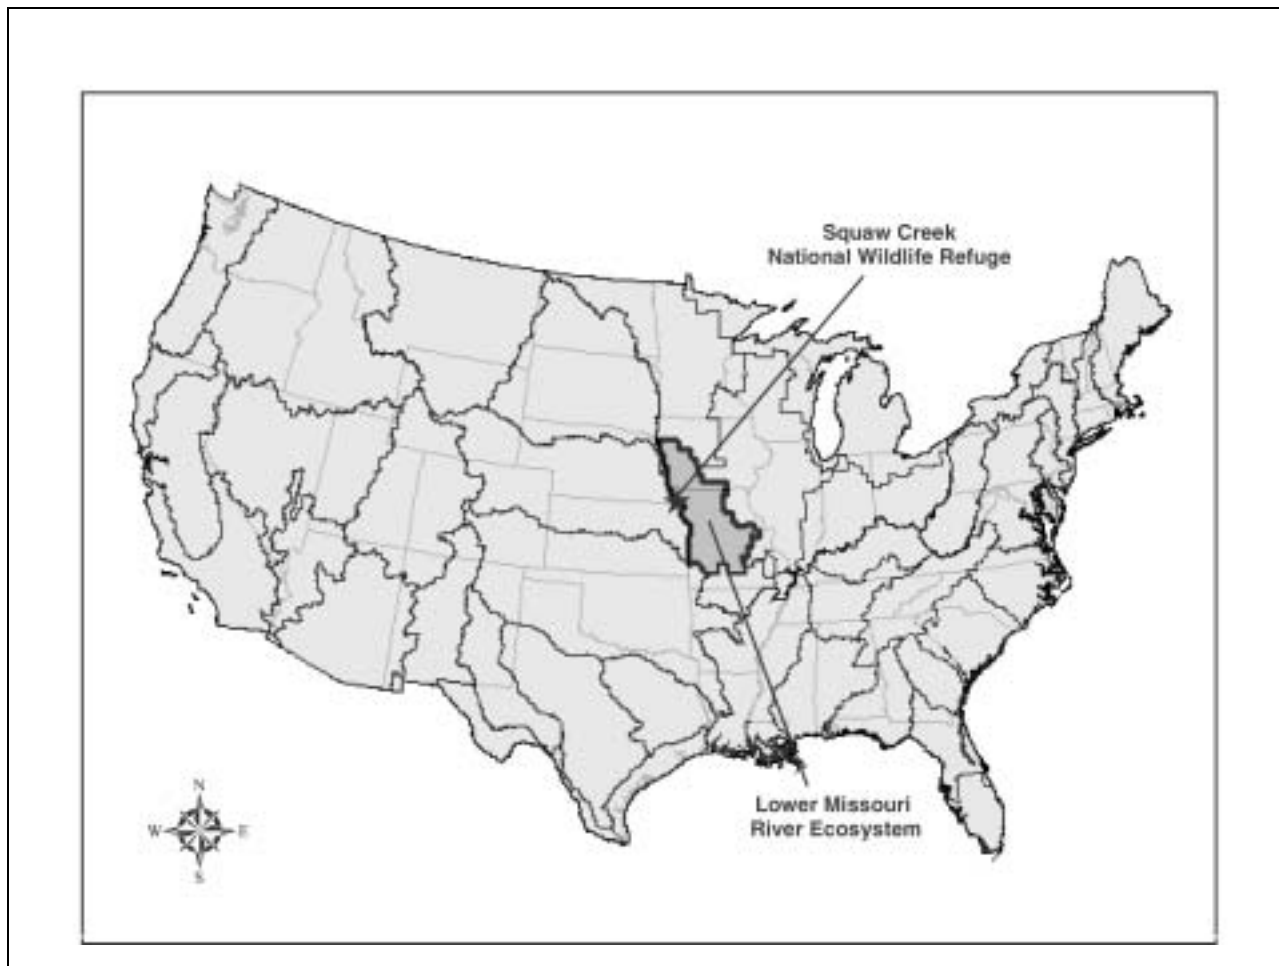 Squaw Creek
National Wildlife Refuge
Lower Missouri
River Ecosystem
N
W E
S